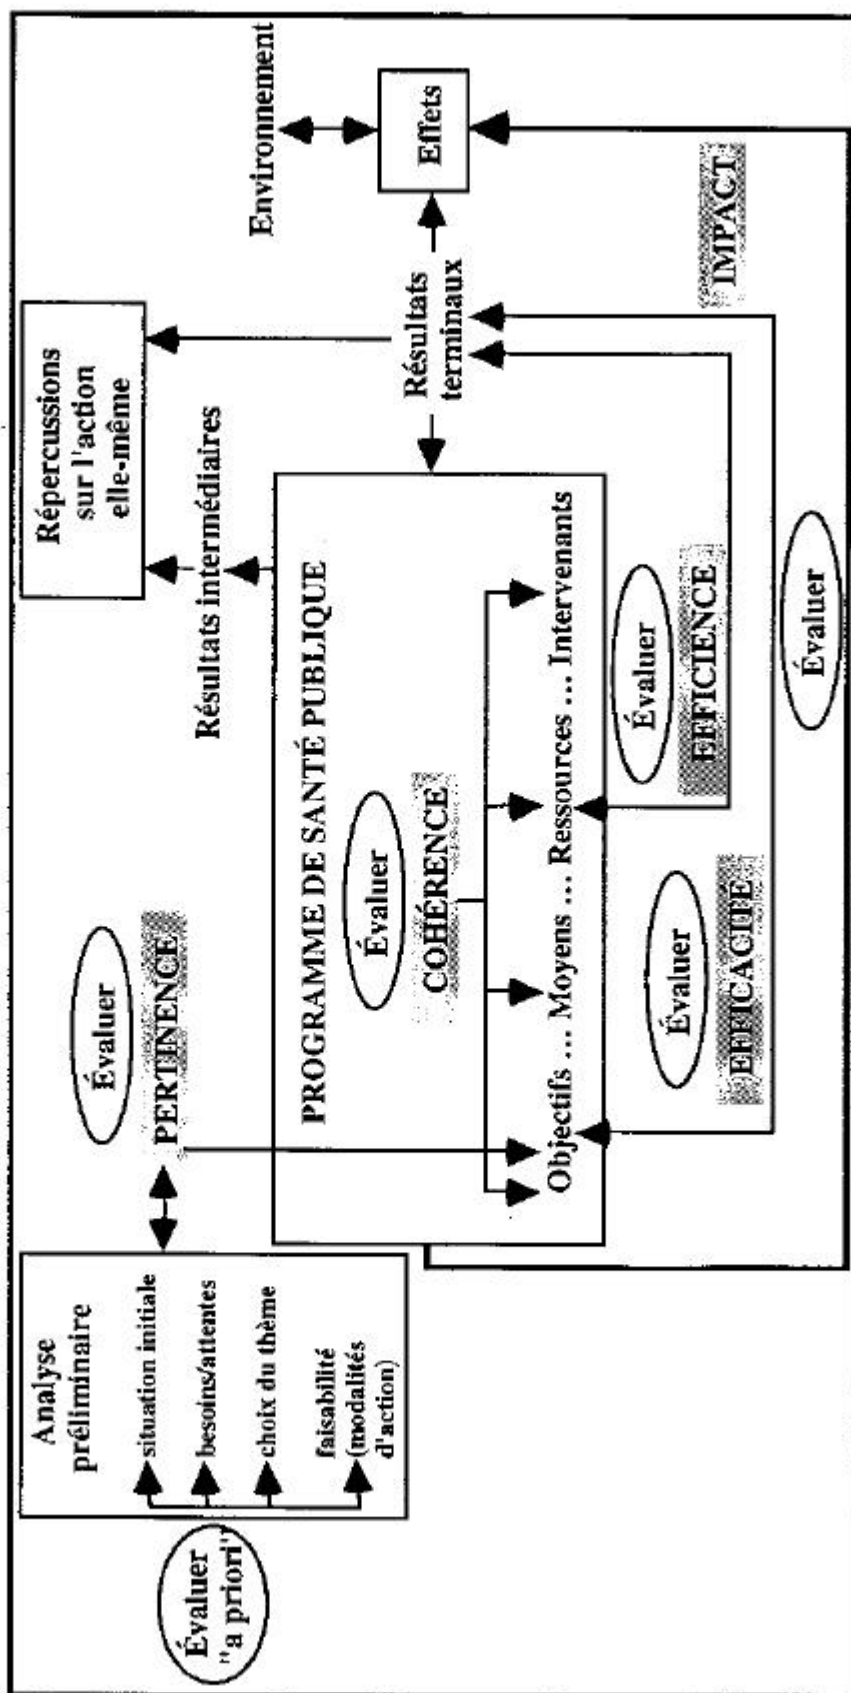 Évaluer
"a priori"
Analyse
préliminaire
situation initiale
besoins/attentes
choix du thème
faisabilité
(modalités
d'action)
Évaluer
PERTINENCE
Répercussions
sur l'action
elle-même
Résultats intermédiaires
Environnement
PROGRAMME DE SANTÉ PUBLIQUE
Évaluer
COHÉRENCE
Objectifs ... Moyens ... Ressources ... Intervenants
Résultats
terminaux
Effets
Évaluer
EFFICACITÉ
Évaluer
EFFICIENCE
Évaluer
IMPACT